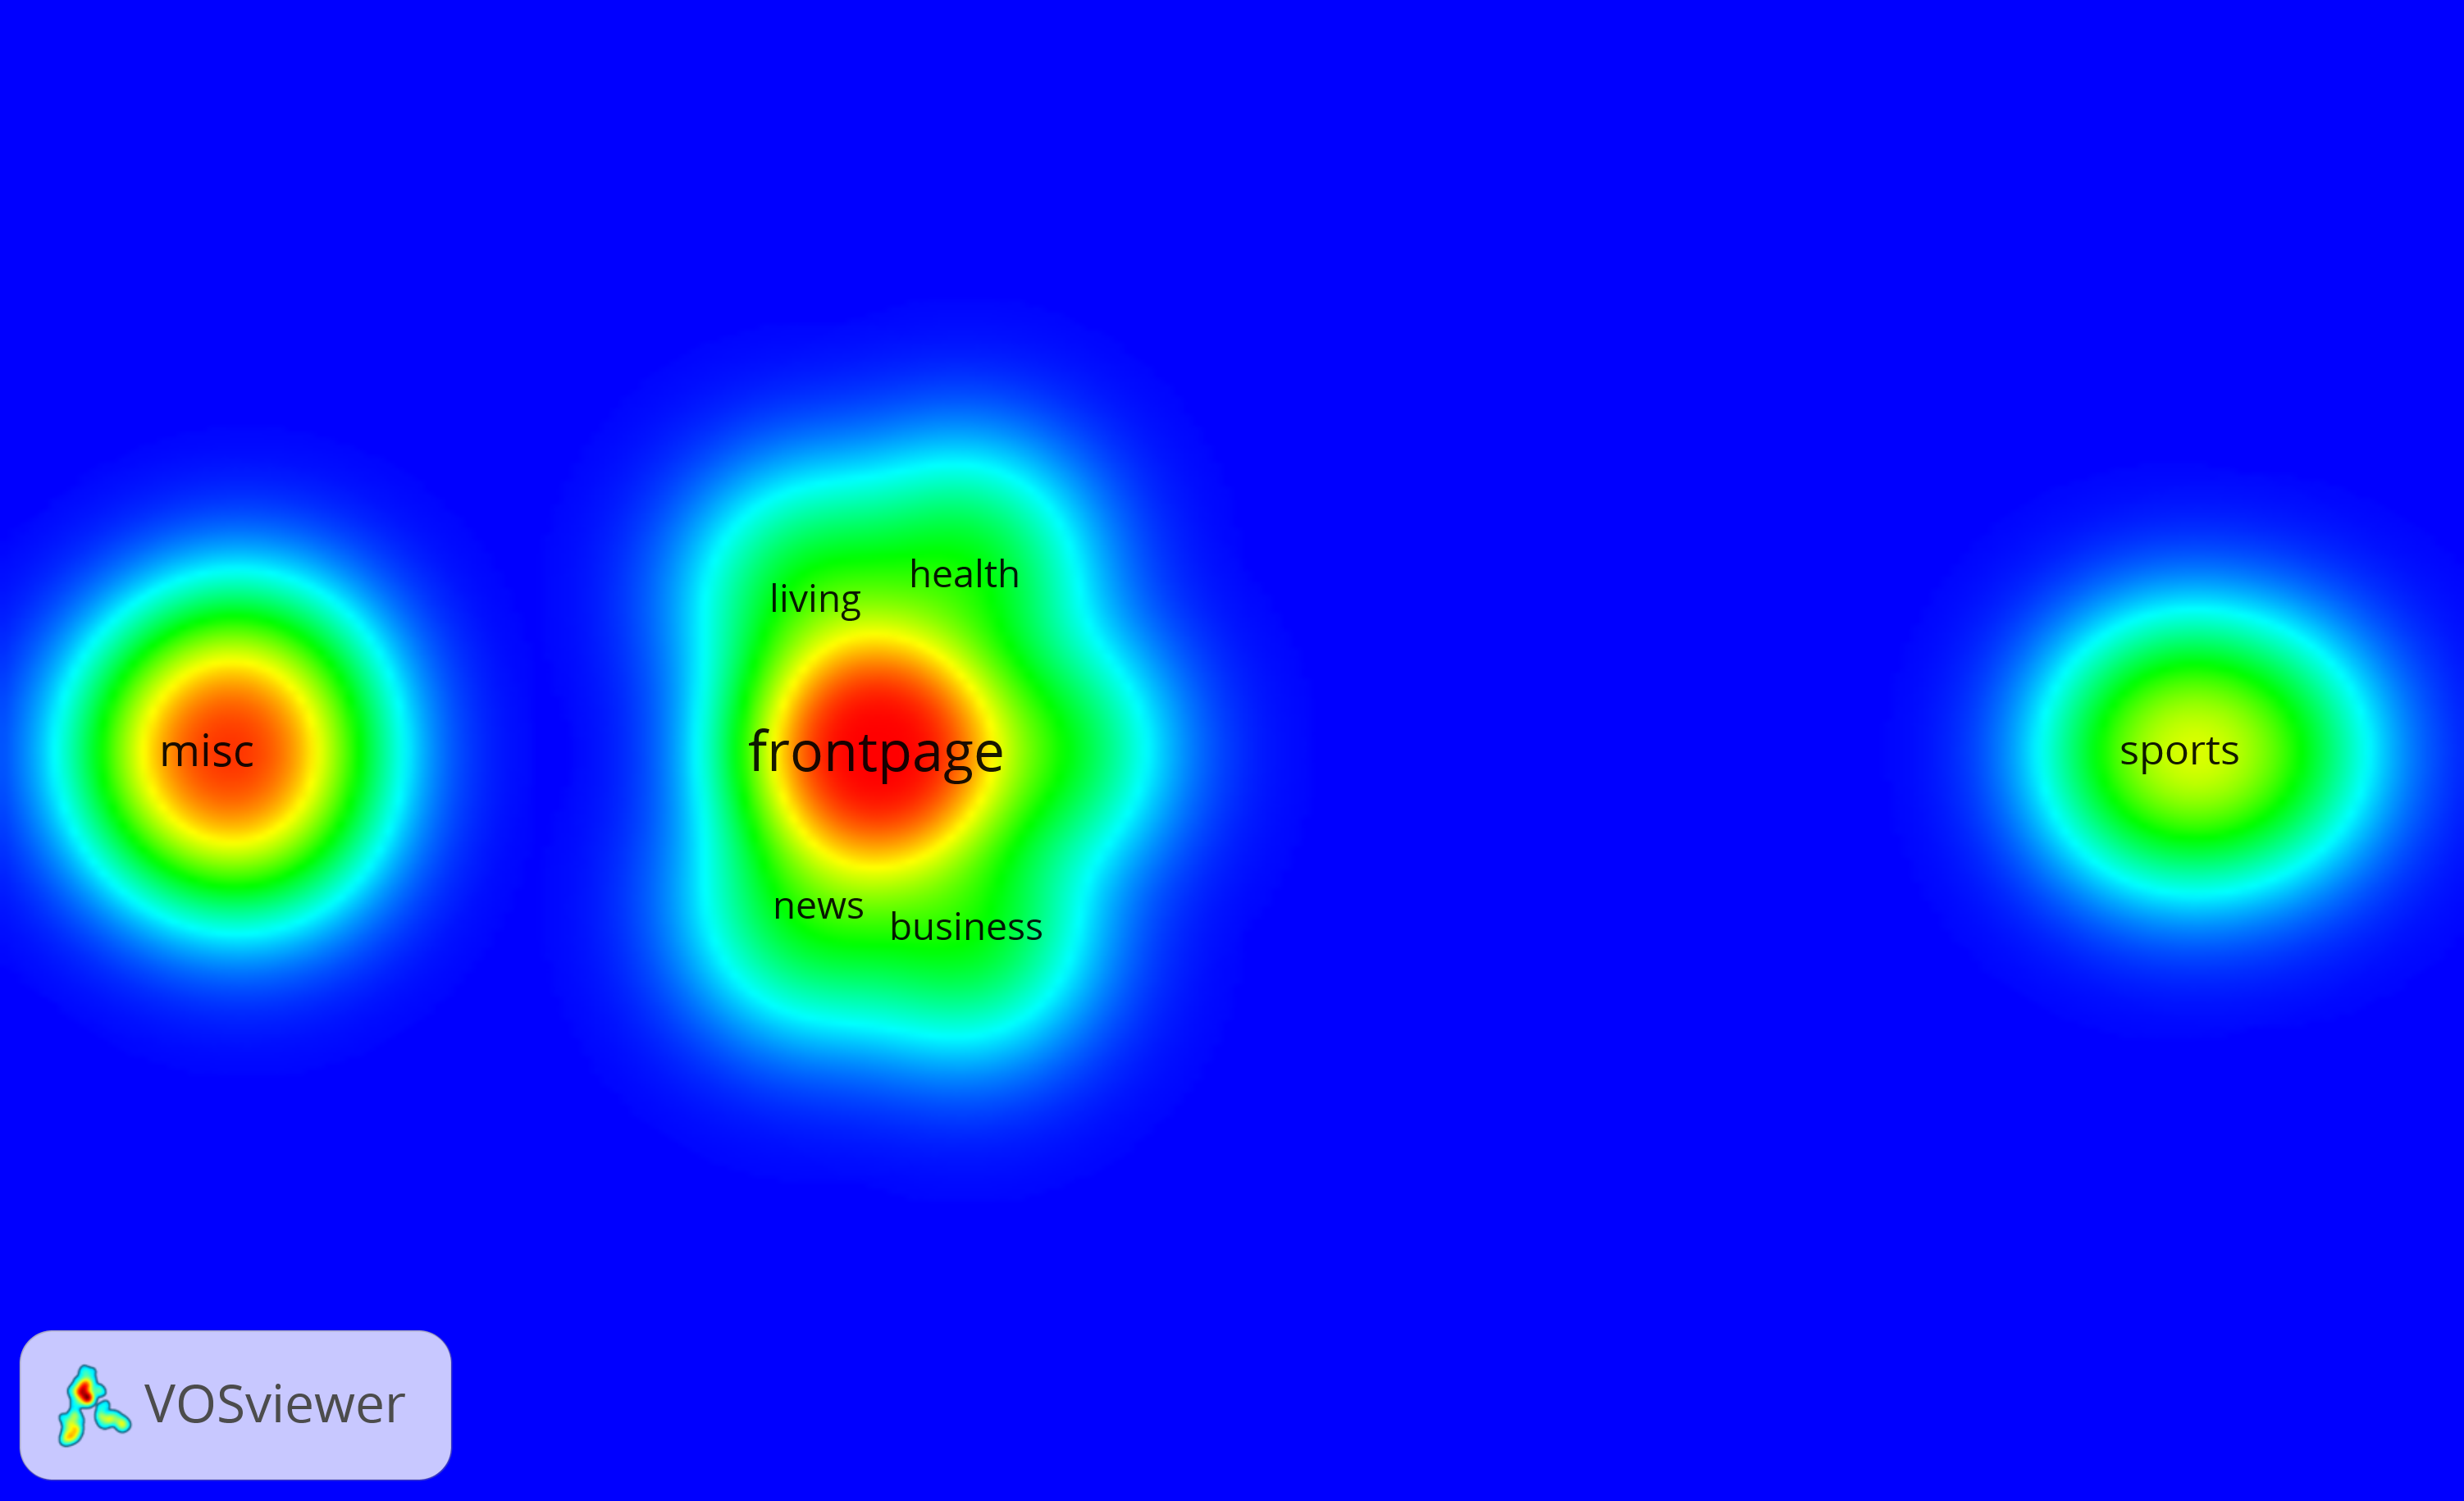 health
living
misc
frontpage
sports
news
business
VOSviewer